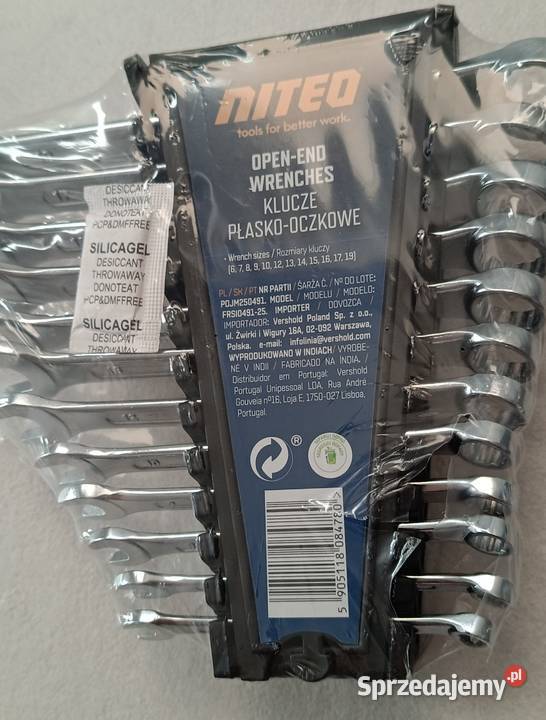 NITEO
tools for better work.
OPEN-END
WRENCHES
KLUCZE
PŁASKO-OCZKOWE
• Wrench sizes / Rozmiary kluczy
(6, 7, 8, 9, 10, 12, 13, 14, 15, 16, 17, 19)
PL / SK / PT NR PARTII / ŠARŽA Č. / Nº DO LOTE:
POJM250491. MODEL / MODELU / MODELO:
FRSI0491-25. IMPORTER / DOVOZCA /
IMPORTADOR: Vershold Poland Sp. z o.o.,
ul. Żwirki i Wigury 16A, 02-092 Warszawa,
Polska. e-mail: infolinia@vershold.com
WYPRODUKOWANO W INDIACH / VYROBE-
NÉ V INDII / FABRICADO NA INDIA. /
Distribuidor em Portugal: Vershold
Portugal Unipessoal LDA, Rua André
Gouveia nº16, Loja E, 1750-027 Lisboa,
Portugal.
®
5 905118 084780 >
DESICCANT
THROWAWAY
DONOTEAT
PCP&DMFFREE
SILICAGEL
DESICCANT
THROWAWAY
DONOTEAT
PCP&DMFFREE
SILICAGEL
DESICCANT
THROWAWAY
Sprzedajemy.pl